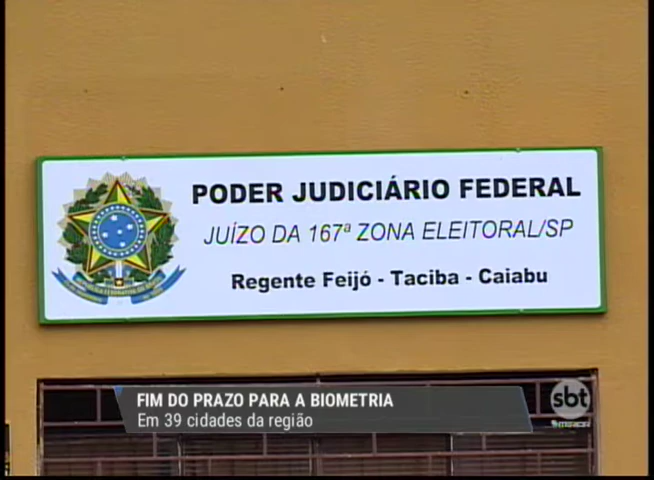 PODER JUDICIÁRIO FEDERAL
JUÍZO DA 167ª ZONA ELEITORAL/SP
Regente Feijó - Taciba - Caiabu
FIM DO PRAZO PARA A BIOMETRIA
Em 39 cidades da região
sbt